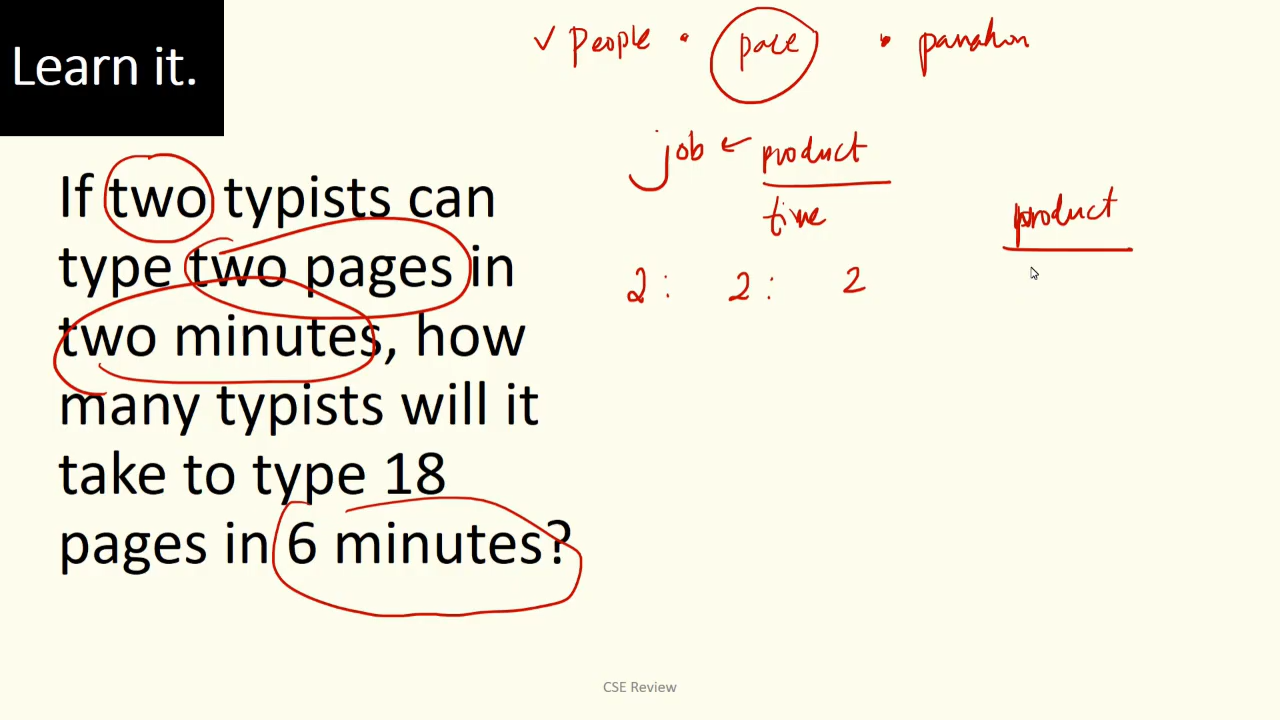 Learn it.
✓ People • pace • panahon
job ← product
time
product
2 : 2 : 2
If two typists can
type two pages in
two minutes, how
many typists will it
take to type 18
pages in 6 minutes?
CSE Review